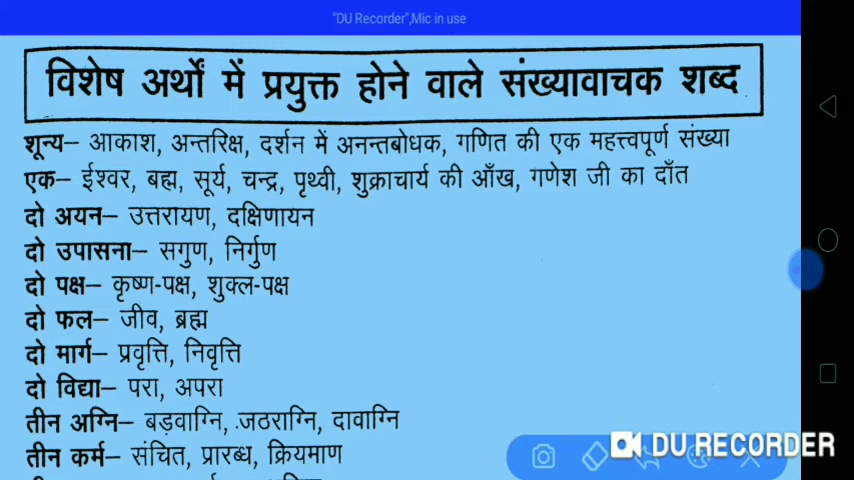 "DU Recorder",Mic in use
विशेष अर्थों में प्रयुक्त होने वाले संख्यावाचक शब्द
शून्य– आकाश, अन्तरिक्ष, दर्शन में अनन्तबोधक, गणित की एक महत्त्वपूर्ण संख्या
एक– ईश्वर, बह्म, सूर्य, चन्द्र, पृथ्वी, शुक्राचार्य की आँख, गणेश जी का दाँत
दो अयन– उत्तरायण, दक्षिणायन
दो उपासना– सगुण, निर्गुण
दो पक्ष– कृष्ण-पक्ष, शुक्ल-पक्ष
दो फल– जीव, ब्रह्म
दो मार्ग– प्रवृत्ति, निवृत्ति
दो विद्या– परा, अपरा
तीन अग्नि– बड़वाग्नि, जठराग्नि, दावाग्नि
तीन कर्म– संचित, प्रारब्ध, क्रियमाण
DU RECORDER